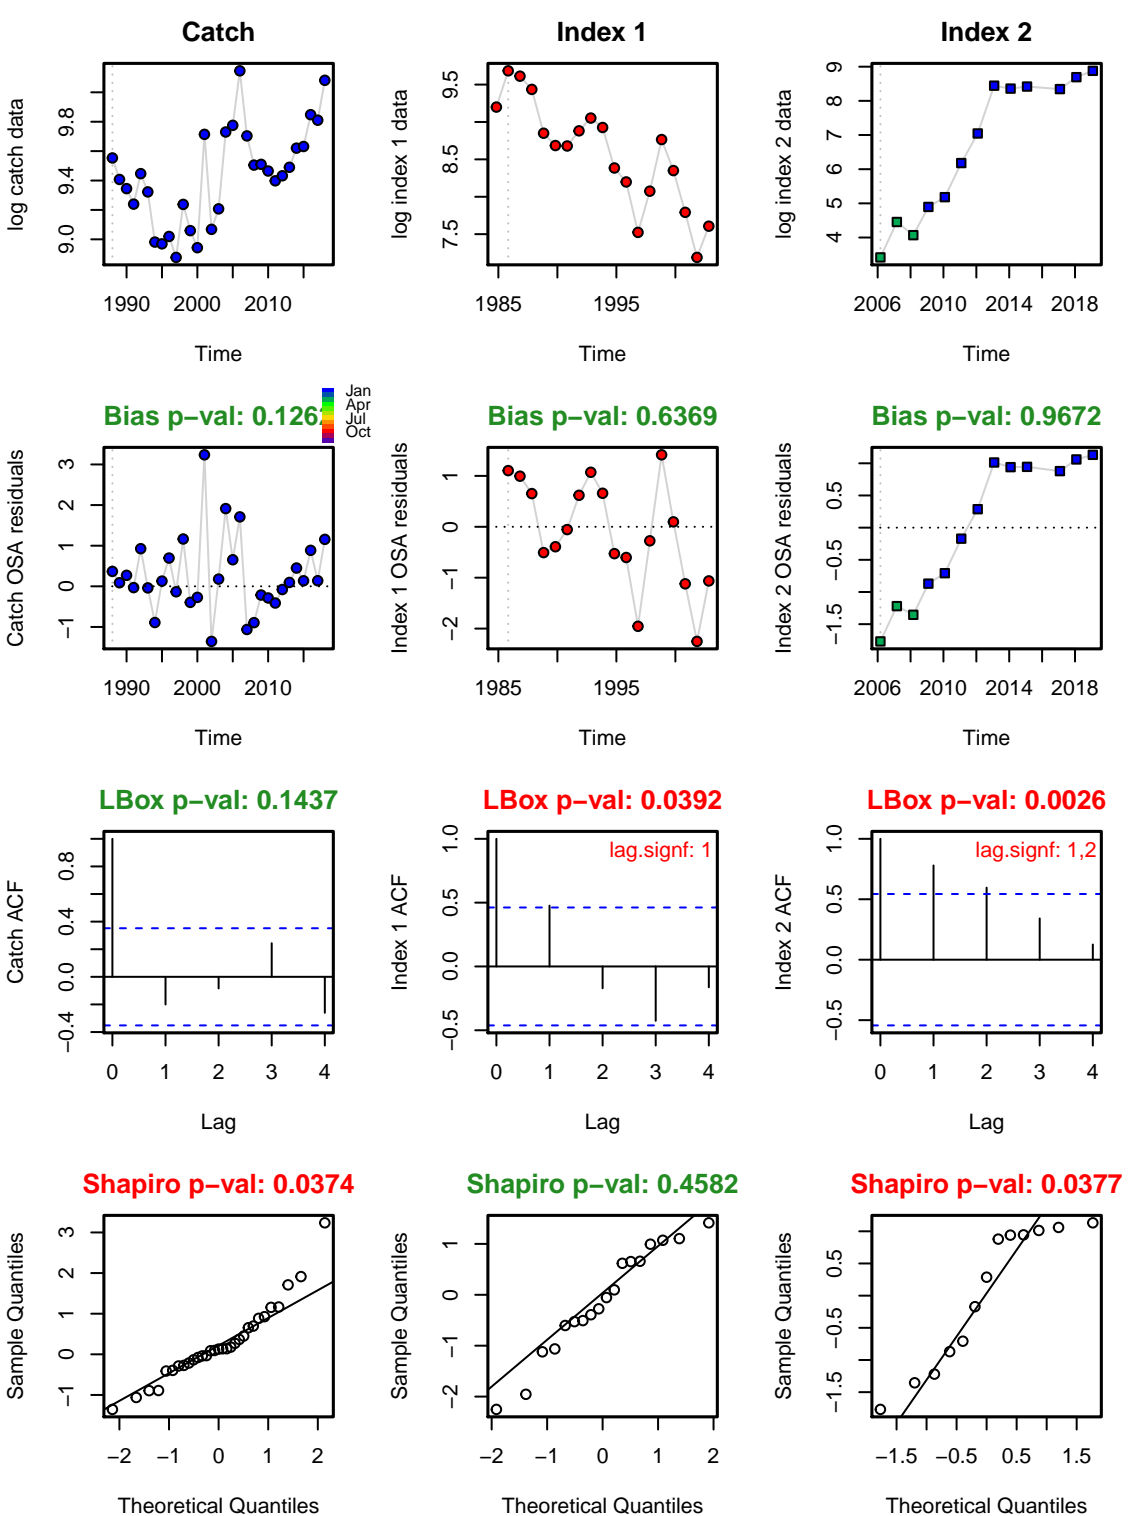 Catch
Index 1
Index 2
log catch data
9.0 9.4 9.8
1990 2000 2010
Time
log index 1 data
7.5 8.5 9.5
1985 1995
Time
log index 2 data
4 5 6 7 8 9
2006 2010 2014 2018
Time
Bias p−val: 0.126
Jan
Apr
Jul
Oct
Bias p−val: 0.6369
Bias p−val: 0.9672
Catch OSA residuals
−1 0 1 2 3
1990 2000 2010
Time
Index 1 OSA residuals
−2 −1 0 1
1985 1995
Time
Index 2 OSA residuals
−1.5 −0.5 0.5
2006 2010 2014 2018
Time
LBox p−val: 0.1437
LBox p−val: 0.0392
LBox p−val: 0.0026
Catch ACF
−0.4 0.0 0.4 0.8
0 1 2 3 4
Lag
Index 1 ACF
−0.5 0.0 0.5 1.0
lag.signf: 1
0 1 2 3 4
Lag
Index 2 ACF
−0.5 0.0 0.5 1.0
lag.signf: 1,2
0 1 2 3 4
Lag
Shapiro p−val: 0.0374
Shapiro p−val: 0.4582
Shapiro p−val: 0.0377
Sample Quantiles
−1 0 1 2 3
−2 −1 0 1 2
Theoretical Quantiles
Sample Quantiles
−2 −1 0 1
−2 −1 0 1 2
Theoretical Quantiles
Sample Quantiles
−1.5 −0.5 0.5
−1.5 −0.5 0.5 1.5
Theoretical Quantiles